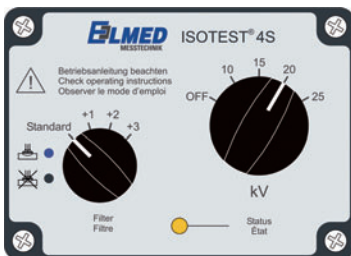 ELMED
MESSTECHNIK
ISOTEST® 4S
Betriebsanleitung beachten
Check operating instructions
Observer le mode d'emploi
Standard
+1
+2
+3
Filter
Filtre
OFF
10
15
20
25
kV
Status
État